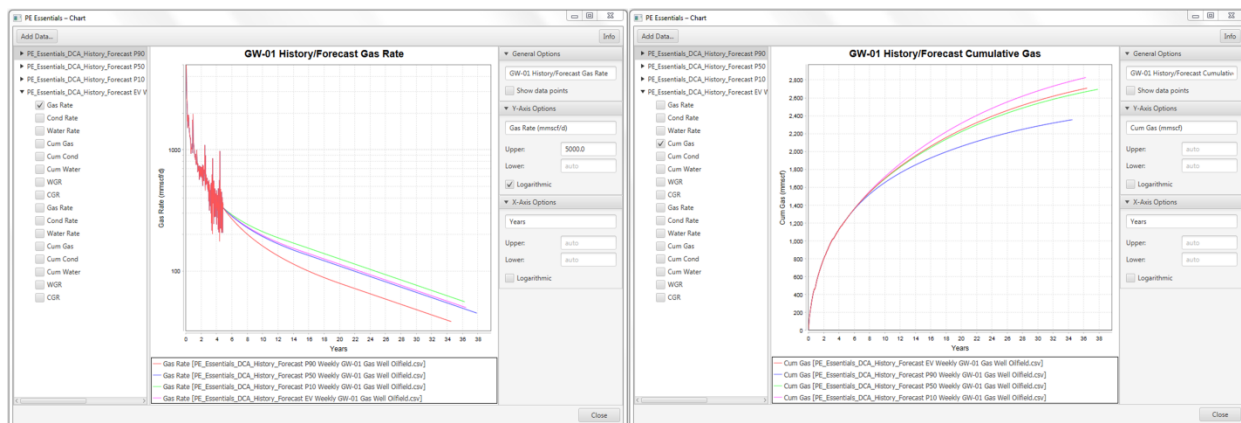 PE Essentials – Chart
Add Data...
Info
PE_Essentials_DCA_History_Forecast P90
PE_Essentials_DCA_History_Forecast P50
PE_Essentials_DCA_History_Forecast P10
PE_Essentials_DCA_History_Forecast EV W
Gas Rate
Cond Rate
Water Rate
Cum Gas
Cum Cond
Cum Water
WGR
CGR
Gas Rate
Cond Rate
Water Rate
Cum Gas
Cum Cond
Cum Water
WGR
CGR
GW-01 History/Forecast Gas Rate
Gas Rate (mmscf/d)
1000
100
0 2 4 6 8 10 12 14 16 18 20 22 24 26 28 30 32 34 36 38
Years
Gas Rate [PE_Essentials_DCA_History_Forecast P90 Weekly GW-01 Gas Well Oilfield.csv]
Gas Rate [PE_Essentials_DCA_History_Forecast P50 Weekly GW-01 Gas Well Oilfield.csv]
Gas Rate [PE_Essentials_DCA_History_Forecast P10 Weekly GW-01 Gas Well Oilfield.csv]
Gas Rate [PE_Essentials_DCA_History_Forecast EV Weekly GW-01 Gas Well Oilfield.csv]
General Options
GW-01 History/Forecast Gas Rate
Show data points
Y-Axis Options
Gas Rate (mmscf/d)
Upper: 5000.0
Lower: auto
Logarithmic
X-Axis Options
Years
Upper: auto
Lower: auto
Logarithmic
Close
PE Essentials – Chart
Add Data...
Info
PE_Essentials_DCA_History_Forecast P90
PE_Essentials_DCA_History_Forecast P50
PE_Essentials_DCA_History_Forecast P10
PE_Essentials_DCA_History_Forecast EV W
Gas Rate
Cond Rate
Water Rate
Cum Gas
Cum Cond
Cum Water
WGR
CGR
Gas Rate
Cond Rate
Water Rate
Cum Gas
Cum Cond
Cum Water
WGR
CGR
GW-01 History/Forecast Cumulative Gas
Cum Gas (mmscf)
2,800
2,600
2,400
2,200
2,000
1,800
1,600
1,400
1,200
1,000
800
600
400
200
0
0 2 4 6 8 10 12 14 16 18 20 22 24 26 28 30 32 34 36 38
Years
Cum Gas [PE_Essentials_DCA_History_Forecast EV Weekly GW-01 Gas Well Oilfield.csv]
Cum Gas [PE_Essentials_DCA_History_Forecast P90 Weekly GW-01 Gas Well Oilfield.csv]
Cum Gas [PE_Essentials_DCA_History_Forecast P50 Weekly GW-01 Gas Well Oilfield.csv]
Cum Gas [PE_Essentials_DCA_History_Forecast P10 Weekly GW-01 Gas Well Oilfield.csv]
General Options
GW-01 History/Forecast Cumulativ
Show data points
Y-Axis Options
Cum Gas (mmscf)
Upper: auto
Lower: auto
Logarithmic
X-Axis Options
Years
Upper: auto
Lower: auto
Logarithmic
Close